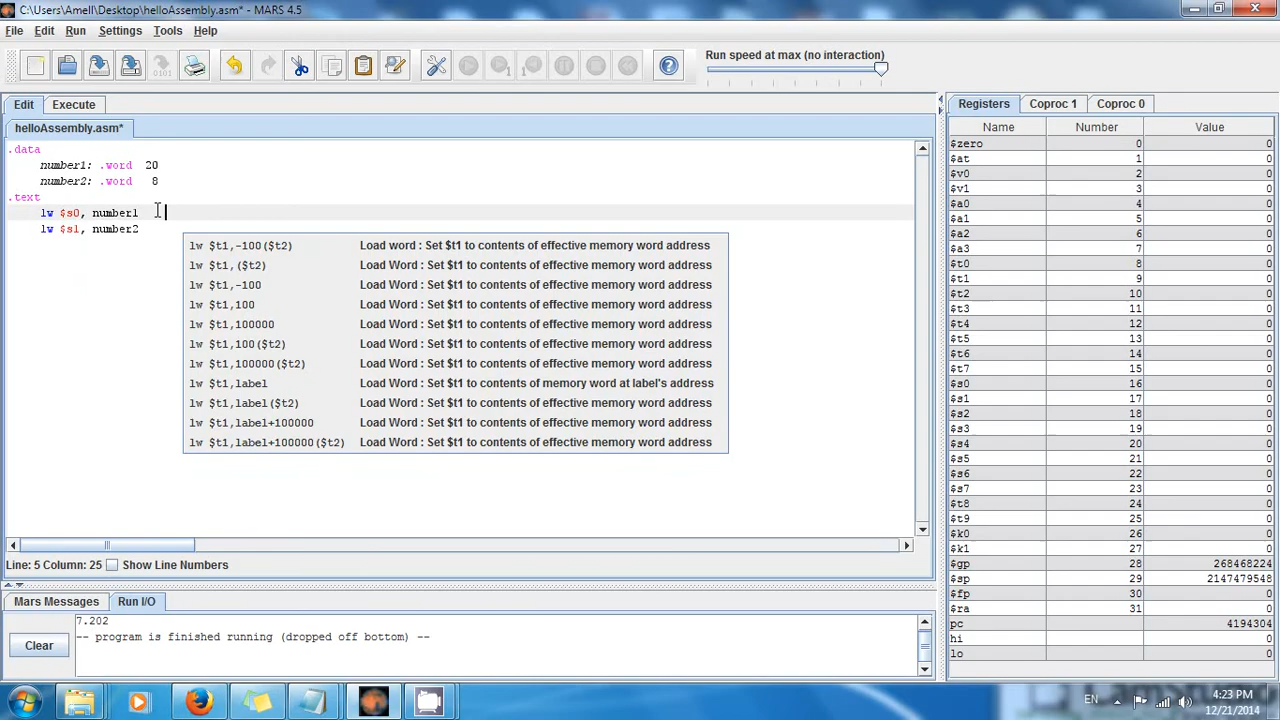 C:\Users\Amell\Desktop\helloAssembly.asm* - MARS 4.5
File Edit Run Settings Tools Help
Run speed at max (no interaction)
Edit Execute
helloAssembly.asm*
.data
number1: .word 20
number2: .word 8
.text
lw $s0, number1
lw $s1, number2
lw $t1,-100($t2) Load word : Set $t1 to contents of effective memory word address
lw $t1,($t2) Load Word : Set $t1 to contents of effective memory word address
lw $t1,-100 Load Word : Set $t1 to contents of effective memory word address
lw $t1,100 Load Word : Set $t1 to contents of effective memory word address
lw $t1,100000 Load Word : Set $t1 to contents of effective memory word address
lw $t1,100($t2) Load Word : Set $t1 to contents of effective memory word address
lw $t1,100000($t2) Load Word : Set $t1 to contents of effective memory word address
lw $t1,label Load Word : Set $t1 to contents of memory word at label's address
lw $t1,label($t2) Load Word : Set $t1 to contents of effective memory word address
lw $t1,label+100000 Load Word : Set $t1 to contents of effective memory word address
lw $t1,label+100000($t2) Load Word : Set $t1 to contents of effective memory word address
Line: 5 Column: 25 Show Line Numbers
Mars Messages Run I/O
Clear
7.202
-- program is finished running (dropped off bottom) --
Registers Coproc 1 Coproc 0
Name Number Value
$zero 0 0
$at 1 0
$v0 2 0
$v1 3 0
$a0 4 0
$a1 5 0
$a2 6 0
$a3 7 0
$t0 8 0
$t1 9 0
$t2 10 0
$t3 11 0
$t4 12 0
$t5 13 0
$t6 14 0
$t7 15 0
$s0 16 0
$s1 17 0
$s2 18 0
$s3 19 0
$s4 20 0
$s5 21 0
$s6 22 0
$s7 23 0
$t8 24 0
$t9 25 0
$k0 26 0
$k1 27 0
$gp 28 268468224
$sp 29 2147479548
$fp 30 0
$ra 31 0
pc 4194304
hi 0
lo 0
EN
4:23 PM
12/21/2014